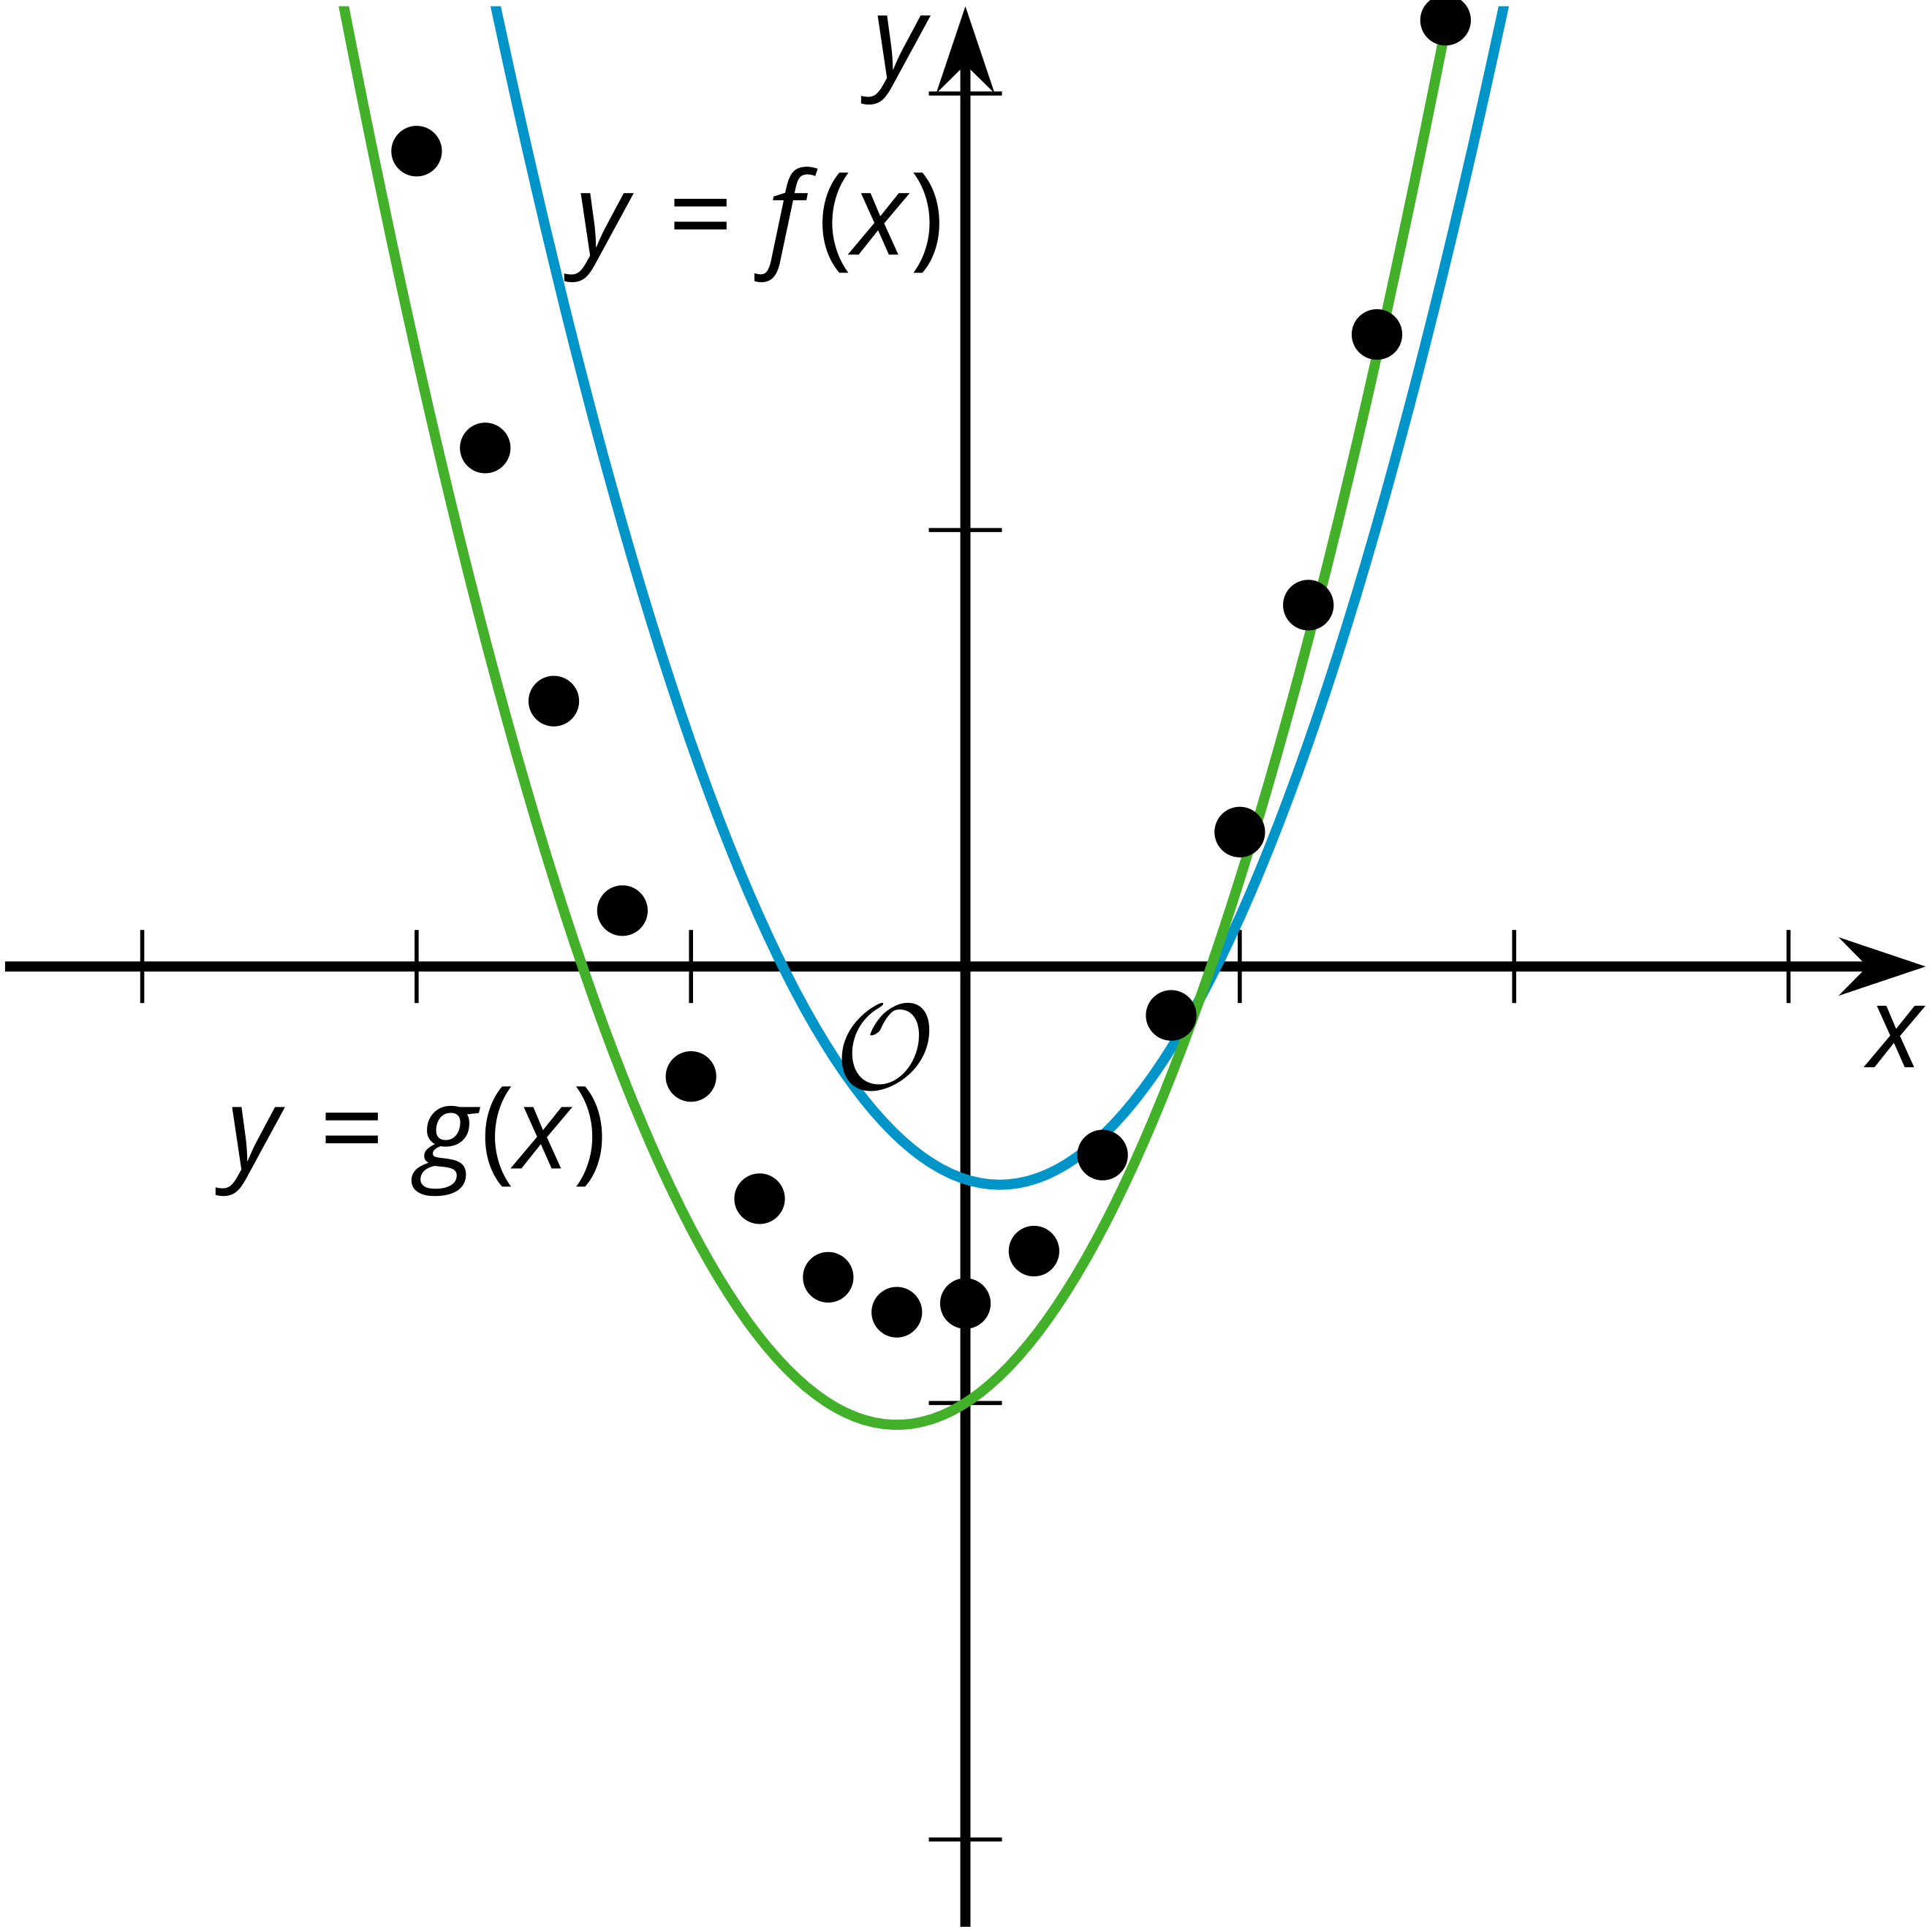 y
y = f(x)
x
𝒪
y = g(x)